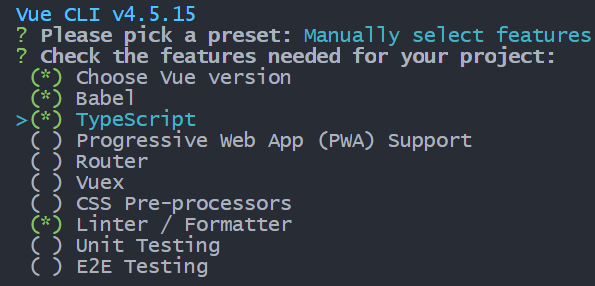 Vue CLI v4.5.15
? Please pick a preset: Manually select features
? Check the features needed for your project:
 (*) Choose Vue version
 (*) Babel
>(*) TypeScript
 ( ) Progressive Web App (PWA) Support
 ( ) Router
 ( ) Vuex
 ( ) CSS Pre-processors
 (*) Linter / Formatter
 ( ) Unit Testing
 ( ) E2E Testing